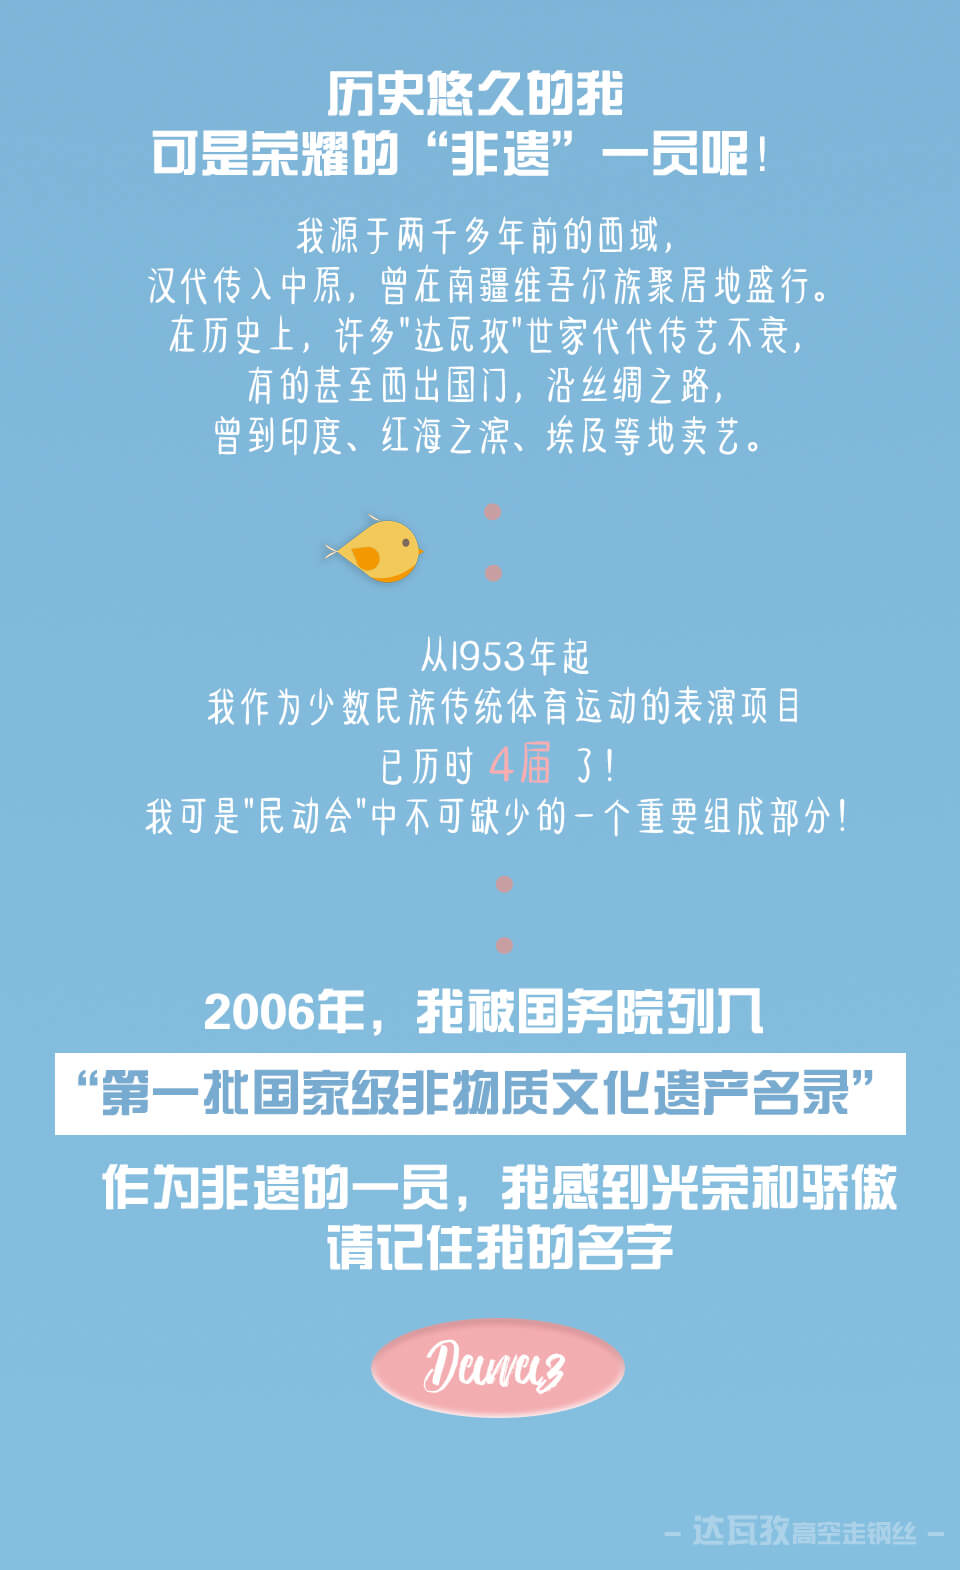 历史悠久的我
可是荣耀的“非遗”一员呢！
我源于两千多年前的西域，
汉代传入中原，曾在南疆维吾尔族聚居地盛行。
在历史上，许多"达瓦孜"世家代代传艺不衰，
有的甚至西出国门，沿丝绸之路，
曾到印度、红海之滨、埃及等地卖艺。
从1953年起
我作为少数民族传统体育运动的表演项目
已历时 4届 了！
我可是"民动会"中不可缺少的一个重要组成部分！
2006年，我被国务院列入
“第一批国家级非物质文化遗产名录”
作为非遗的一员，我感到光荣和骄傲
请记住我的名字
Dawaz
- 达瓦孜高空走钢丝 -